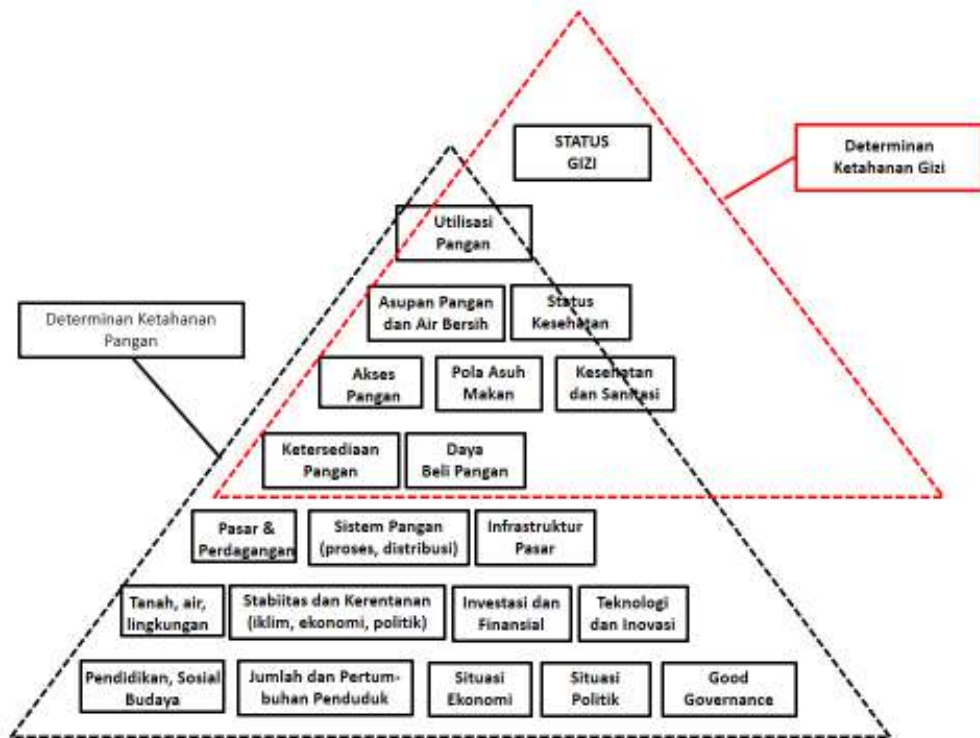 STATUS
GIZI
Determinan
Ketahanan Gizi
Utilisasi
Pangan
Asupan Pangan
dan Air Bersih
Status
Kesehatan
Determinan Ketahanan
Pangan
Akses
Pangan
Pola Asuh
Makan
Kesehatan
dan Sanitasi
Ketersediaan
Pangan
Daya
Beli Pangan
Pasar &
Perdagangan
Sistem Pangan
(proses, distribusi)
Infrastruktur
Pasar
Tanah, air,
lingkungan
Stabiitas dan Kerentanan
(iklim, ekonomi, politik)
Investasi dan
Finansial
Teknologi
dan Inovasi
Pendidikan, Sosial
Budaya
Jumlah dan Pertum-
buhan Penduduk
Situasi
Ekonomi
Situasi
Politik
Good
Governance